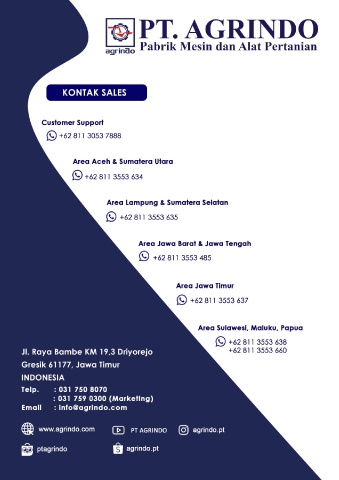 agrindo
PT. AGRINDO
Pabrik Mesin dan Alat Pertanian
KONTAK SALES
Customer Support
+62 811 3053 7888
Area Aceh & Sumatera Utara
+62 811 3553 634
Area Lampung & Sumatera Selatan
+62 811 3553 635
Area Jawa Barat & Jawa Tengah
+62 811 3553 485
Area Jawa Timur
+62 811 3553 637
Area Sulawesi, Maluku, Papua
+62 811 3553 638
+62 811 3553 660
Jl. Raya Bambe KM 19,3 Driyorejo
Gresik 61177, Jawa Timur
INDONESIA
Telp. : 031 750 8070
: 031 759 0300 (Marketing)
Email : info@agrindo.com
www.agrindo.com PT AGRINDO agrindo.pt
ptagrindo agrindo.pt